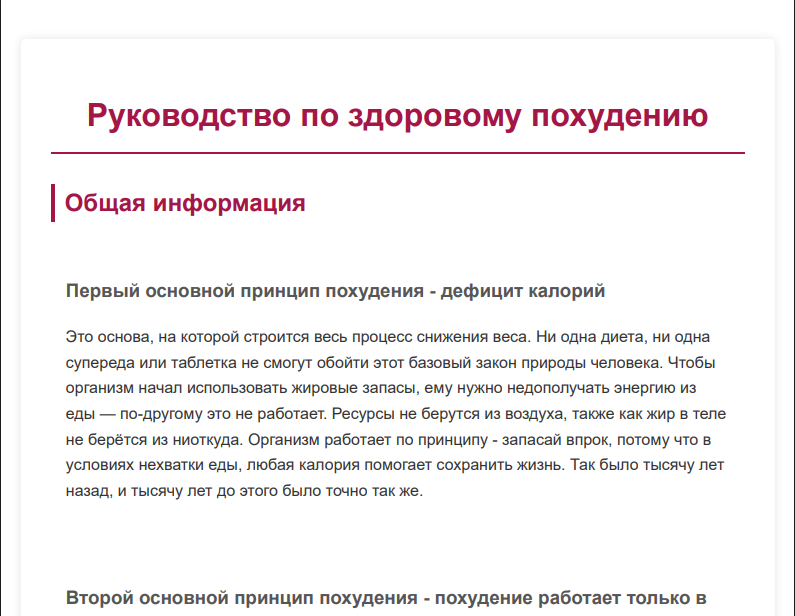 Руководство по здоровому похудению
Общая информация
Первый основной принцип похудения - дефицит калорий
Это основа, на которой строится весь процесс снижения веса. Ни одна диета, ни одна
супереда или таблетка не смогут обойти этот базовый закон природы человека. Чтобы
организм начал использовать жировые запасы, ему нужно недополучать энергию из
еды — по-другому это не работает. Ресурсы не берутся из воздуха, также как жир в теле
не берётся из ниоткуда. Организм работает по принципу - запасай впрок, потому что в
условиях нехватки еды, любая калория помогает сохранить жизнь. Так было тысячу лет
назад, и тысячу лет до этого было точно так же.
Второй основной принцип похудения - похудение работает только в